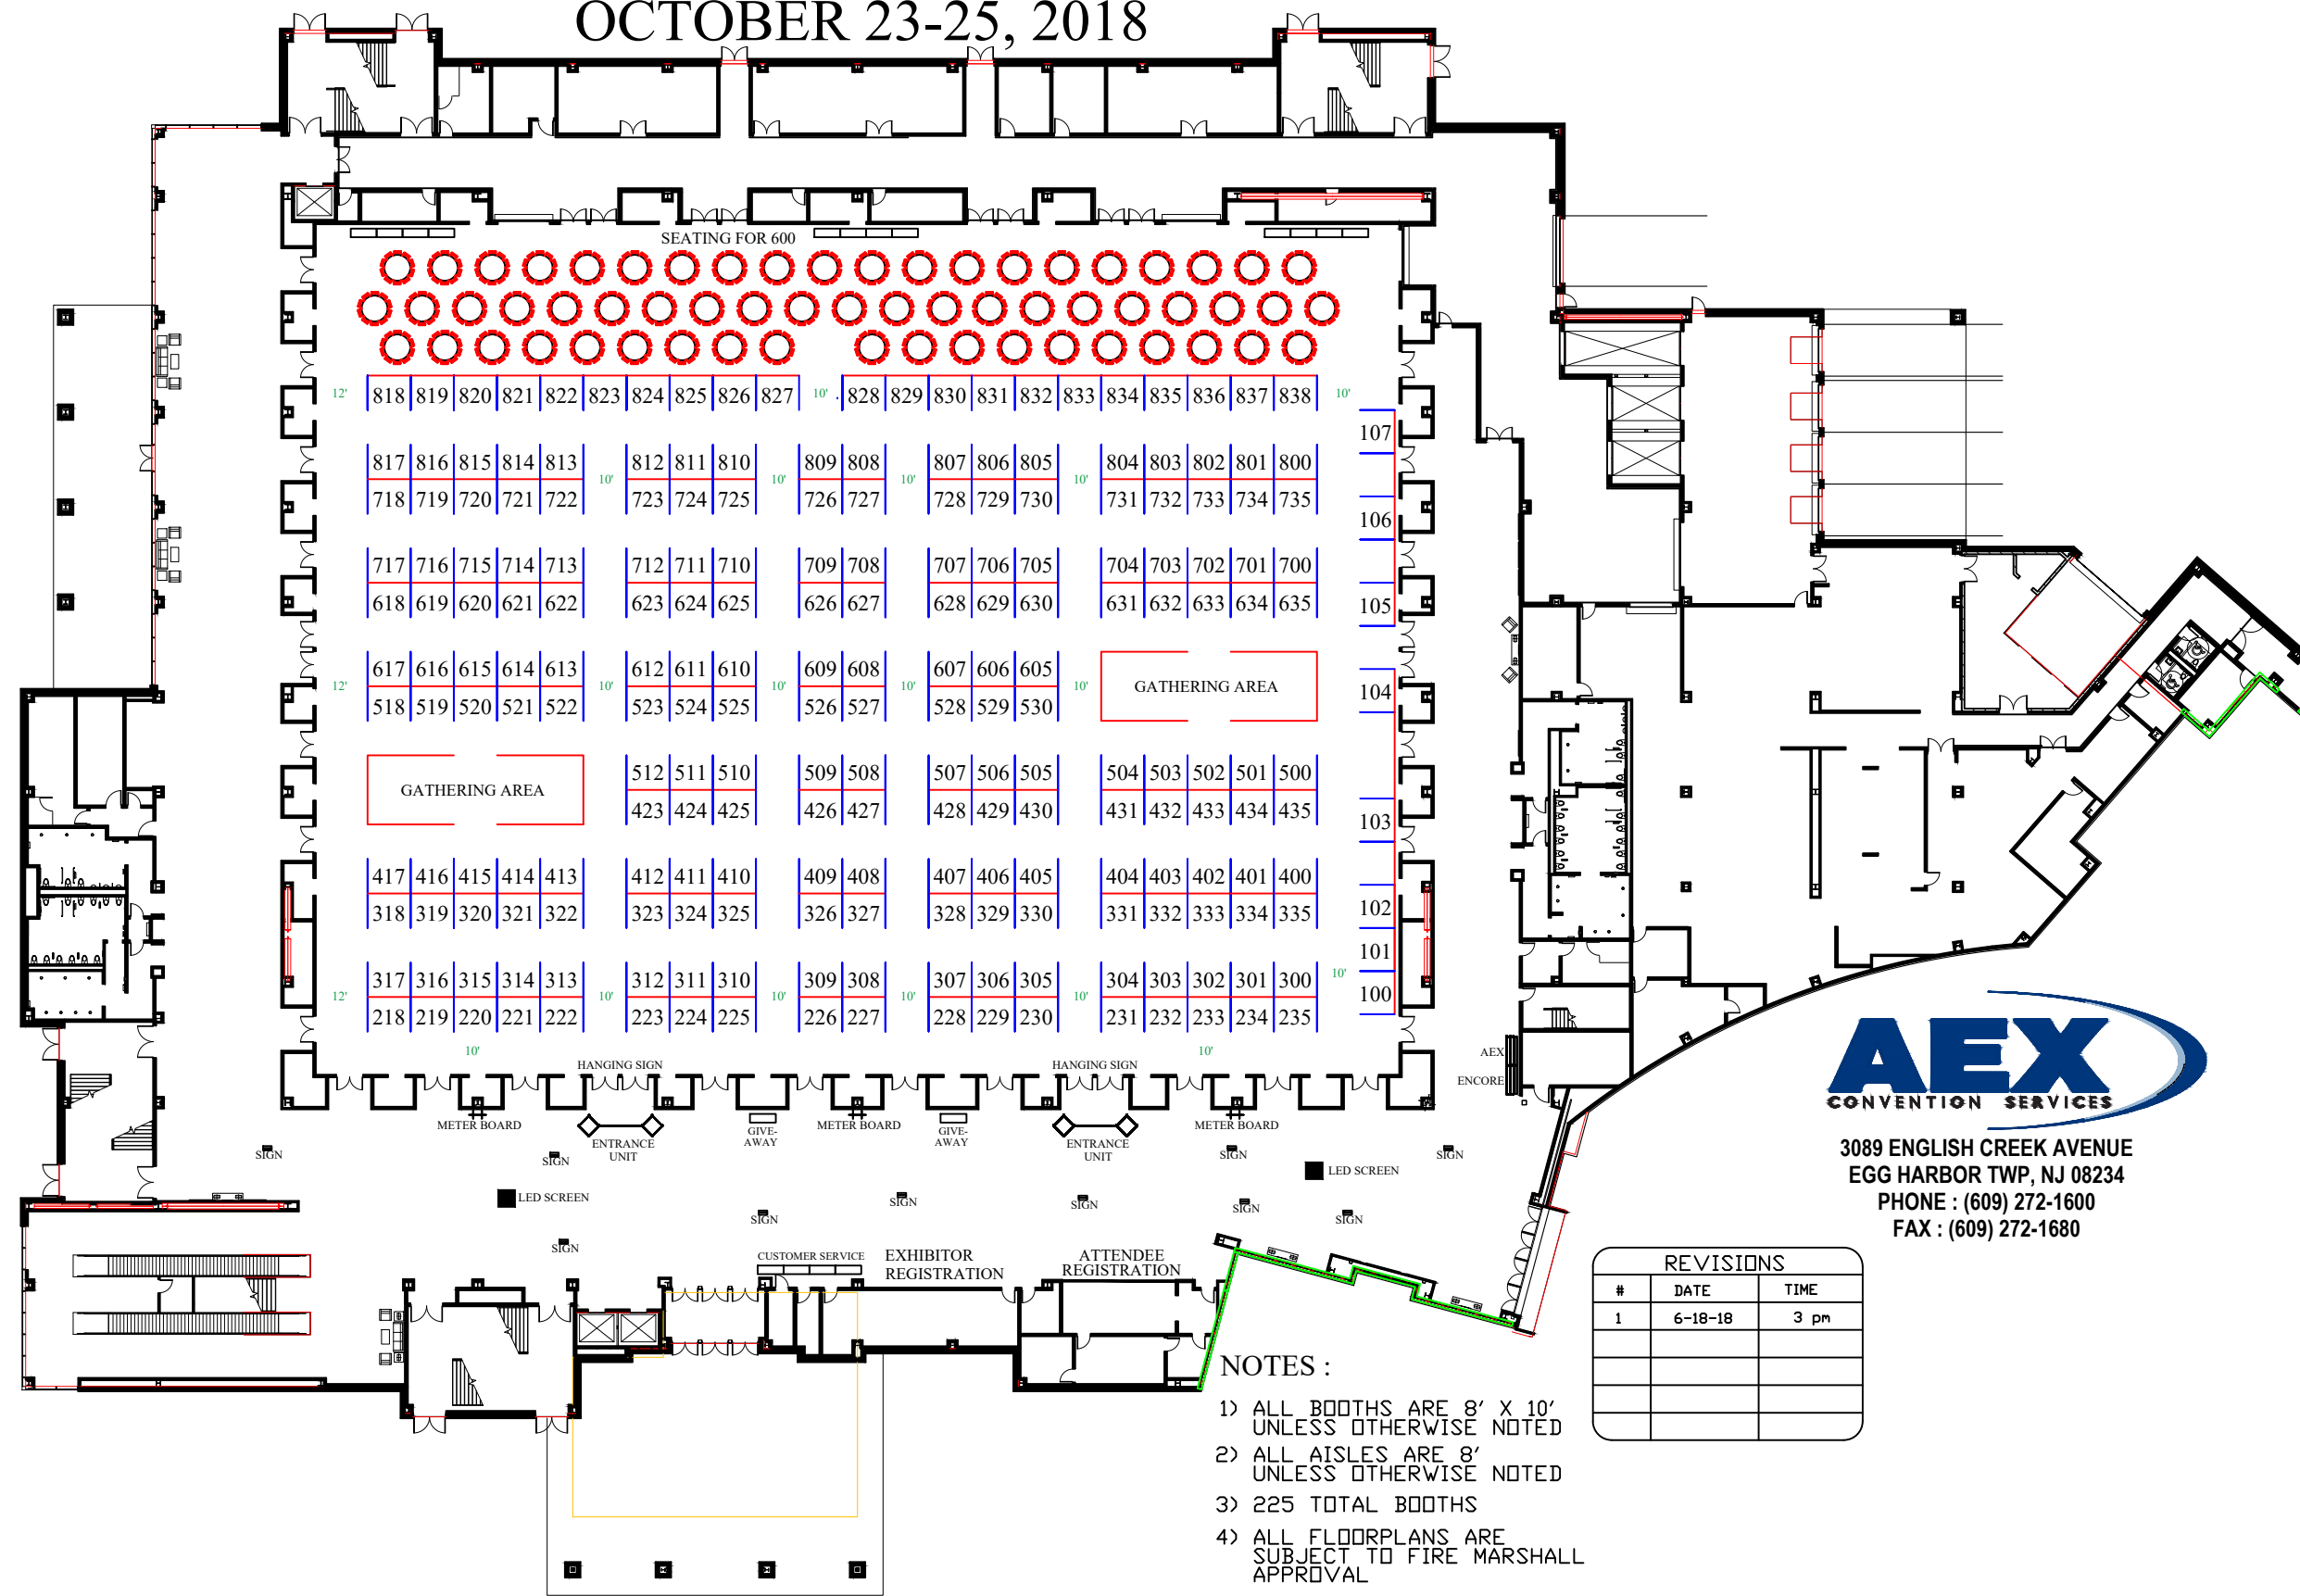 OCTOBER 23-25, 2018
SEATING FOR 600
12' 818 819 820 821 822 823 824 825 826 827 10' 828 829 830 831 832 833 834 835 836 837 838 10'
107
817 816 815 814 813 812 811 810 809 808 807 806 805 804 803 802 801 800
10' 10' 10' 10'
718 719 720 721 722 723 724 725 726 727 728 729 730 731 732 733 734 735
106
717 716 715 714 713 712 711 710 709 708 707 706 705 704 703 702 701 700
618 619 620 621 622 623 624 625 626 627 628 629 630 631 632 633 634 635
105
617 616 615 614 613 612 611 610 609 608 607 606 605
12' 10' 10' 10' 10' GATHERING AREA
104
518 519 520 521 522 523 524 525 526 527 528 529 530
512 511 510 509 508 507 506 505 504 503 502 501 500
GATHERING AREA
423 424 425 426 427 428 429 430 431 432 433 434 435
103
417 416 415 414 413 412 411 410 409 408 407 406 405 404 403 402 401 400
102
318 319 320 321 322 323 324 325 326 327 328 329 330 331 332 333 334 335
101
10'
317 316 315 314 313 312 311 310 309 308 307 306 305 304 303 302 301 300
12' 10' 10' 10' 10'
100
218 219 220 221 222 223 224 225 226 227 228 229 230 231 232 233 234 235
10' 10'
HANGING SIGN HANGING SIGN
AEX
ENCORE
METER BOARD METER BOARD METER BOARD
GIVE-
AWAY
GIVE-
AWAY
ENTRANCE
UNIT
ENTRANCE
UNIT
SIGN SIGN SIGN SIGN
LED SCREEN
LED SCREEN
SIGN SIGN SIGN
SIGN SIGN
SIGN
CUSTOMER SERVICE
EXHIBITOR
REGISTRATION
ATTENDEE
REGISTRATION
AEX
CONVENTION SERVICES
3089 ENGLISH CREEK AVENUE
EGG HARBOR TWP, NJ 08234
PHONE : (609) 272-1600
FAX : (609) 272-1680
REVISIONS
# DATE TIME
1 6-18-18 3 pm
NOTES :
1) ALL BOOTHS ARE 8' X 10'
UNLESS OTHERWISE NOTED
2) ALL AISLES ARE 8'
UNLESS OTHERWISE NOTED
3) 225 TOTAL BOOTHS
4) ALL FLOORPLANS ARE
SUBJECT TO FIRE MARSHALL
APPROVAL